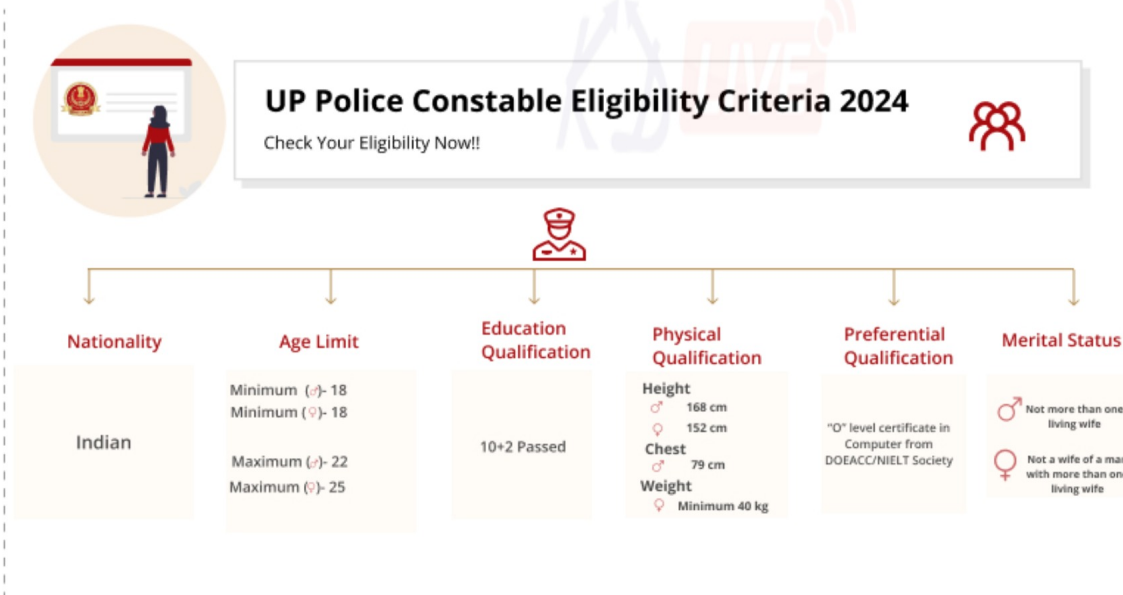 LIVE
UP Police Constable Eligibility Criteria 2024
Check Your Eligibility Now!!
Nationality
Indian
Age Limit
Minimum (♂)- 18
Minimum (♀)- 18
Maximum (♂)- 22
Maximum (♀)- 25
Education
Qualification
10+2 Passed
Physical
Qualification
Height
♂ 168 cm
♀ 152 cm
Chest
♂ 79 cm
Weight
♀ Minimum 40 kg
Preferential
Qualification
"O" level certificate in
Computer from
DOEACC/NIELT Society
Merital Status
♂ Not more than one
living wife
♀ Not a wife of a
with more than
living wife